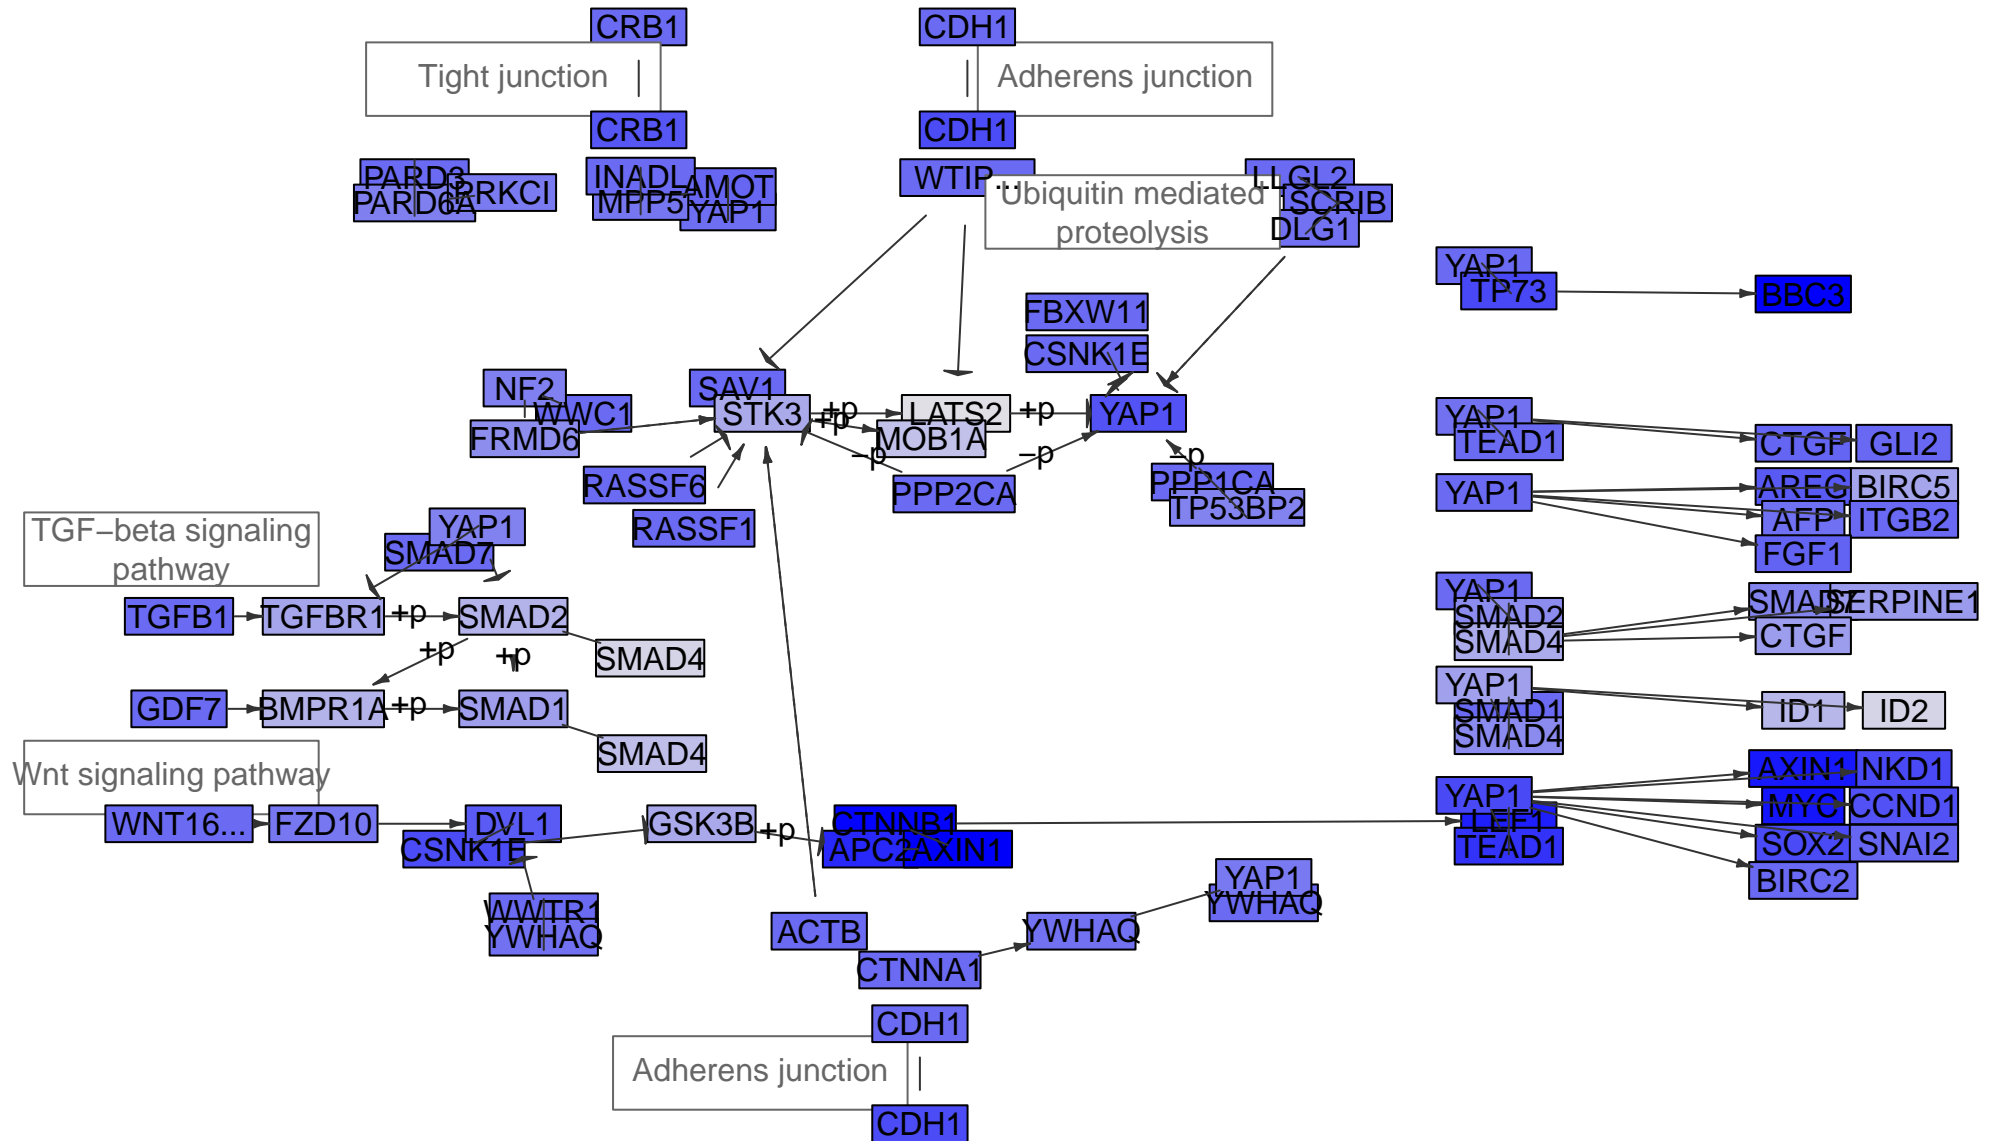 CRB1
CDH1
Tight junction
Adherens junction
CRB1
CDH1
PARD3
PARD6A
PRKCI
INADL
MPP5
AMOT
YAP1
WTIP...
Ubiquitin mediated
proteolysis
LLGL2
SCRIB
DLG1
YAP1
TP73
BBC3
FBXW11
CSNK1E
NF2
WWC1
FRMD6
SAV1
STK3
+p
+p
LATS2
MOB1A
+p
YAP1
−p
−p
−p
RASSF6
RASSF1
PPP2CA
PPP1CA
TP53BP2
YAP1
TEAD1
CTGF
GLI2
YAP1
AREG
BIRC5
AFP
ITGB2
FGF1
TGF−beta signaling
pathway
YAP1
SMAD7
TGFB1
TGFBR1
+p
SMAD2
+p
+p
SMAD4
YAP1
SMAD2
SMAD4
SMAD7
SERPINE1
CTGF
GDF7
BMPR1A
+p
SMAD1
SMAD4
YAP1
SMAD1
SMAD4
ID1
ID2
Wnt signaling pathway
WNT16...
FZD10
DVL1
CSNK1E
GSK3B
+p
CTNNB1
APC2
AXIN1
YAP1
LEF1
TEAD1
AXIN1
NKD1
MYC
CCND1
SOX2
SNAI2
BIRC2
WWTR1
YWHAQ
ACTB
CTNNA1
YWHAQ
YAP1
YWHAQ
CDH1
Adherens junction
CDH1